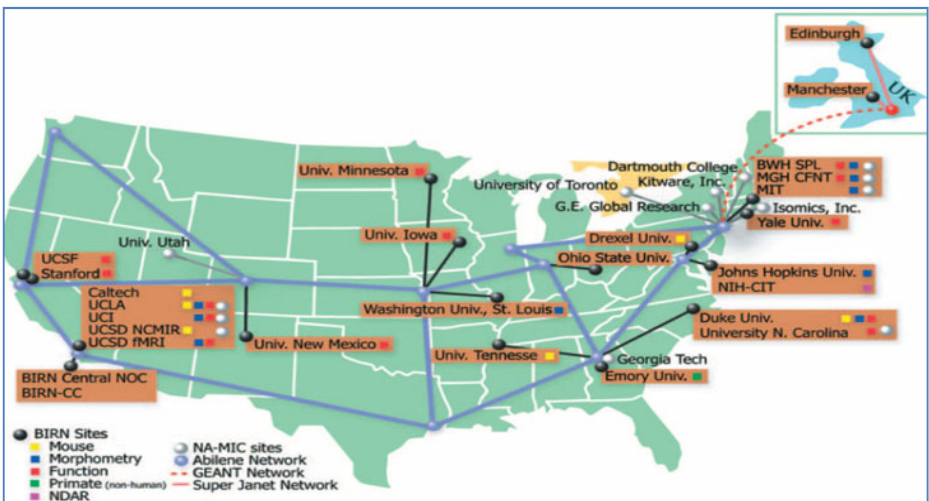 Edinburgh
Manchester
UK
Dartmouth College
Kitware, Inc.
University of Toronto
G.E. Global Research
BWH SPL
MGH CFNT
MIT
Isomics, Inc.
Yale Univ.
Univ. Minnesota
Univ. Iowa
Drexel Univ.
Ohio State Univ.
Univ. Utah
UCSF
Stanford
Johns Hopkins Univ.
NIH-CIT
Caltech
UCLA
UCI
UCSD NCMIR
UCSD fMRI
Washington Univ., St. Louis
Duke Univ.
University N. Carolina
Univ. New Mexico
Univ. Tennesse
Georgia Tech
Emory Univ.
BIRN Central NOC
BIRN-CC
BIRN Sites
Mouse
Morphometry
Function
Primate (non-human)
NDAR
NA-MIC sites
Abilene Network
GEANT Network
Super Janet Network